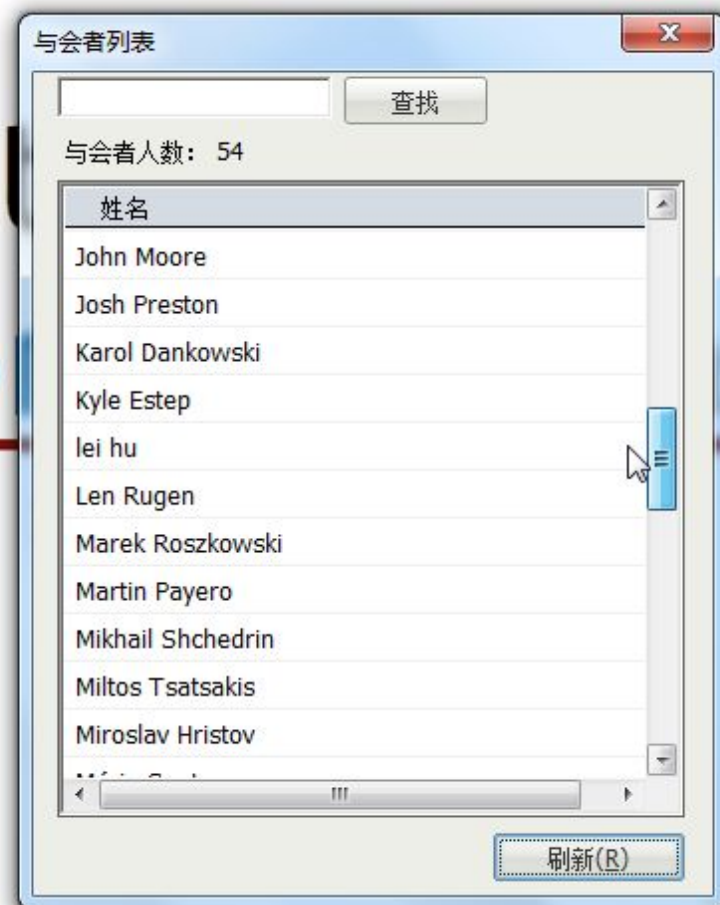 与会者列表
查找
与会者人数： 54
姓名
John Moore
Josh Preston
Karol Dankowski
Kyle Estep
lei hu
Len Rugen
Marek Roszkowski
Martin Payero
Mikhail Shchedrin
Miltos Tsatsakis
Miroslav Hristov
刷新(R)